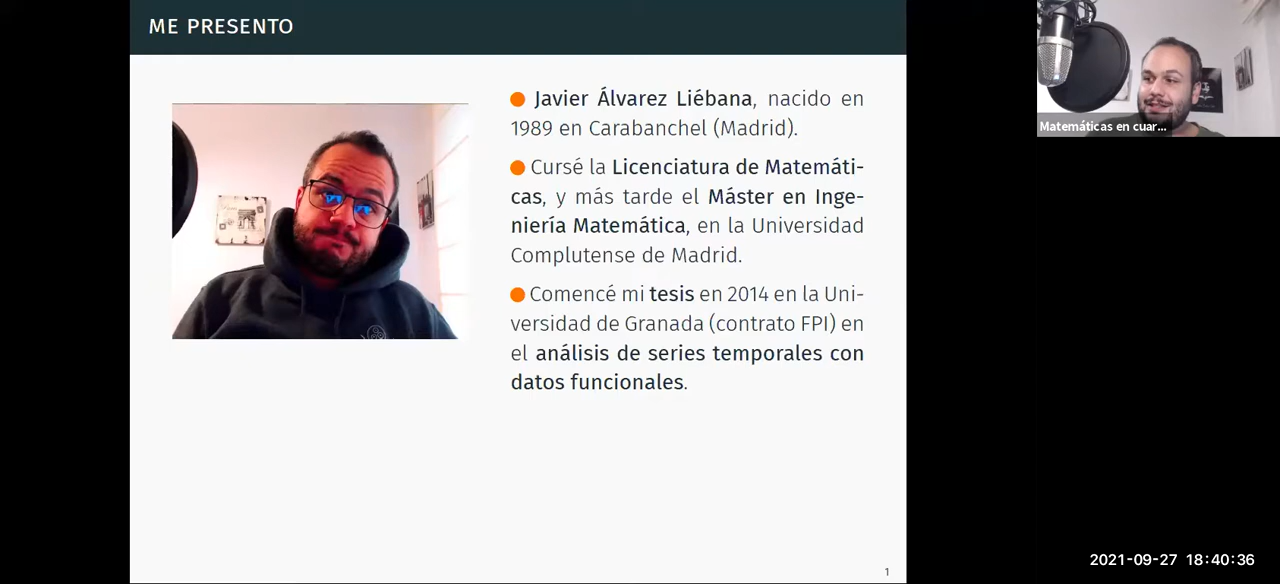 ME PRESENTO
Javier Álvarez Liébana, nacido en
1989 en Carabanchel (Madrid).
Cursé la Licenciatura de Matemáti-
cas, y más tarde el Máster en Inge-
niería Matemática, en la Universidad
Complutense de Madrid.
Comencé mi tesis en 2014 en la Uni-
versidad de Granada (contrato FPI) en
el análisis de series temporales con
datos funcionales.
1
Matemáticas en cuar...
2021-09-27 18:40:36